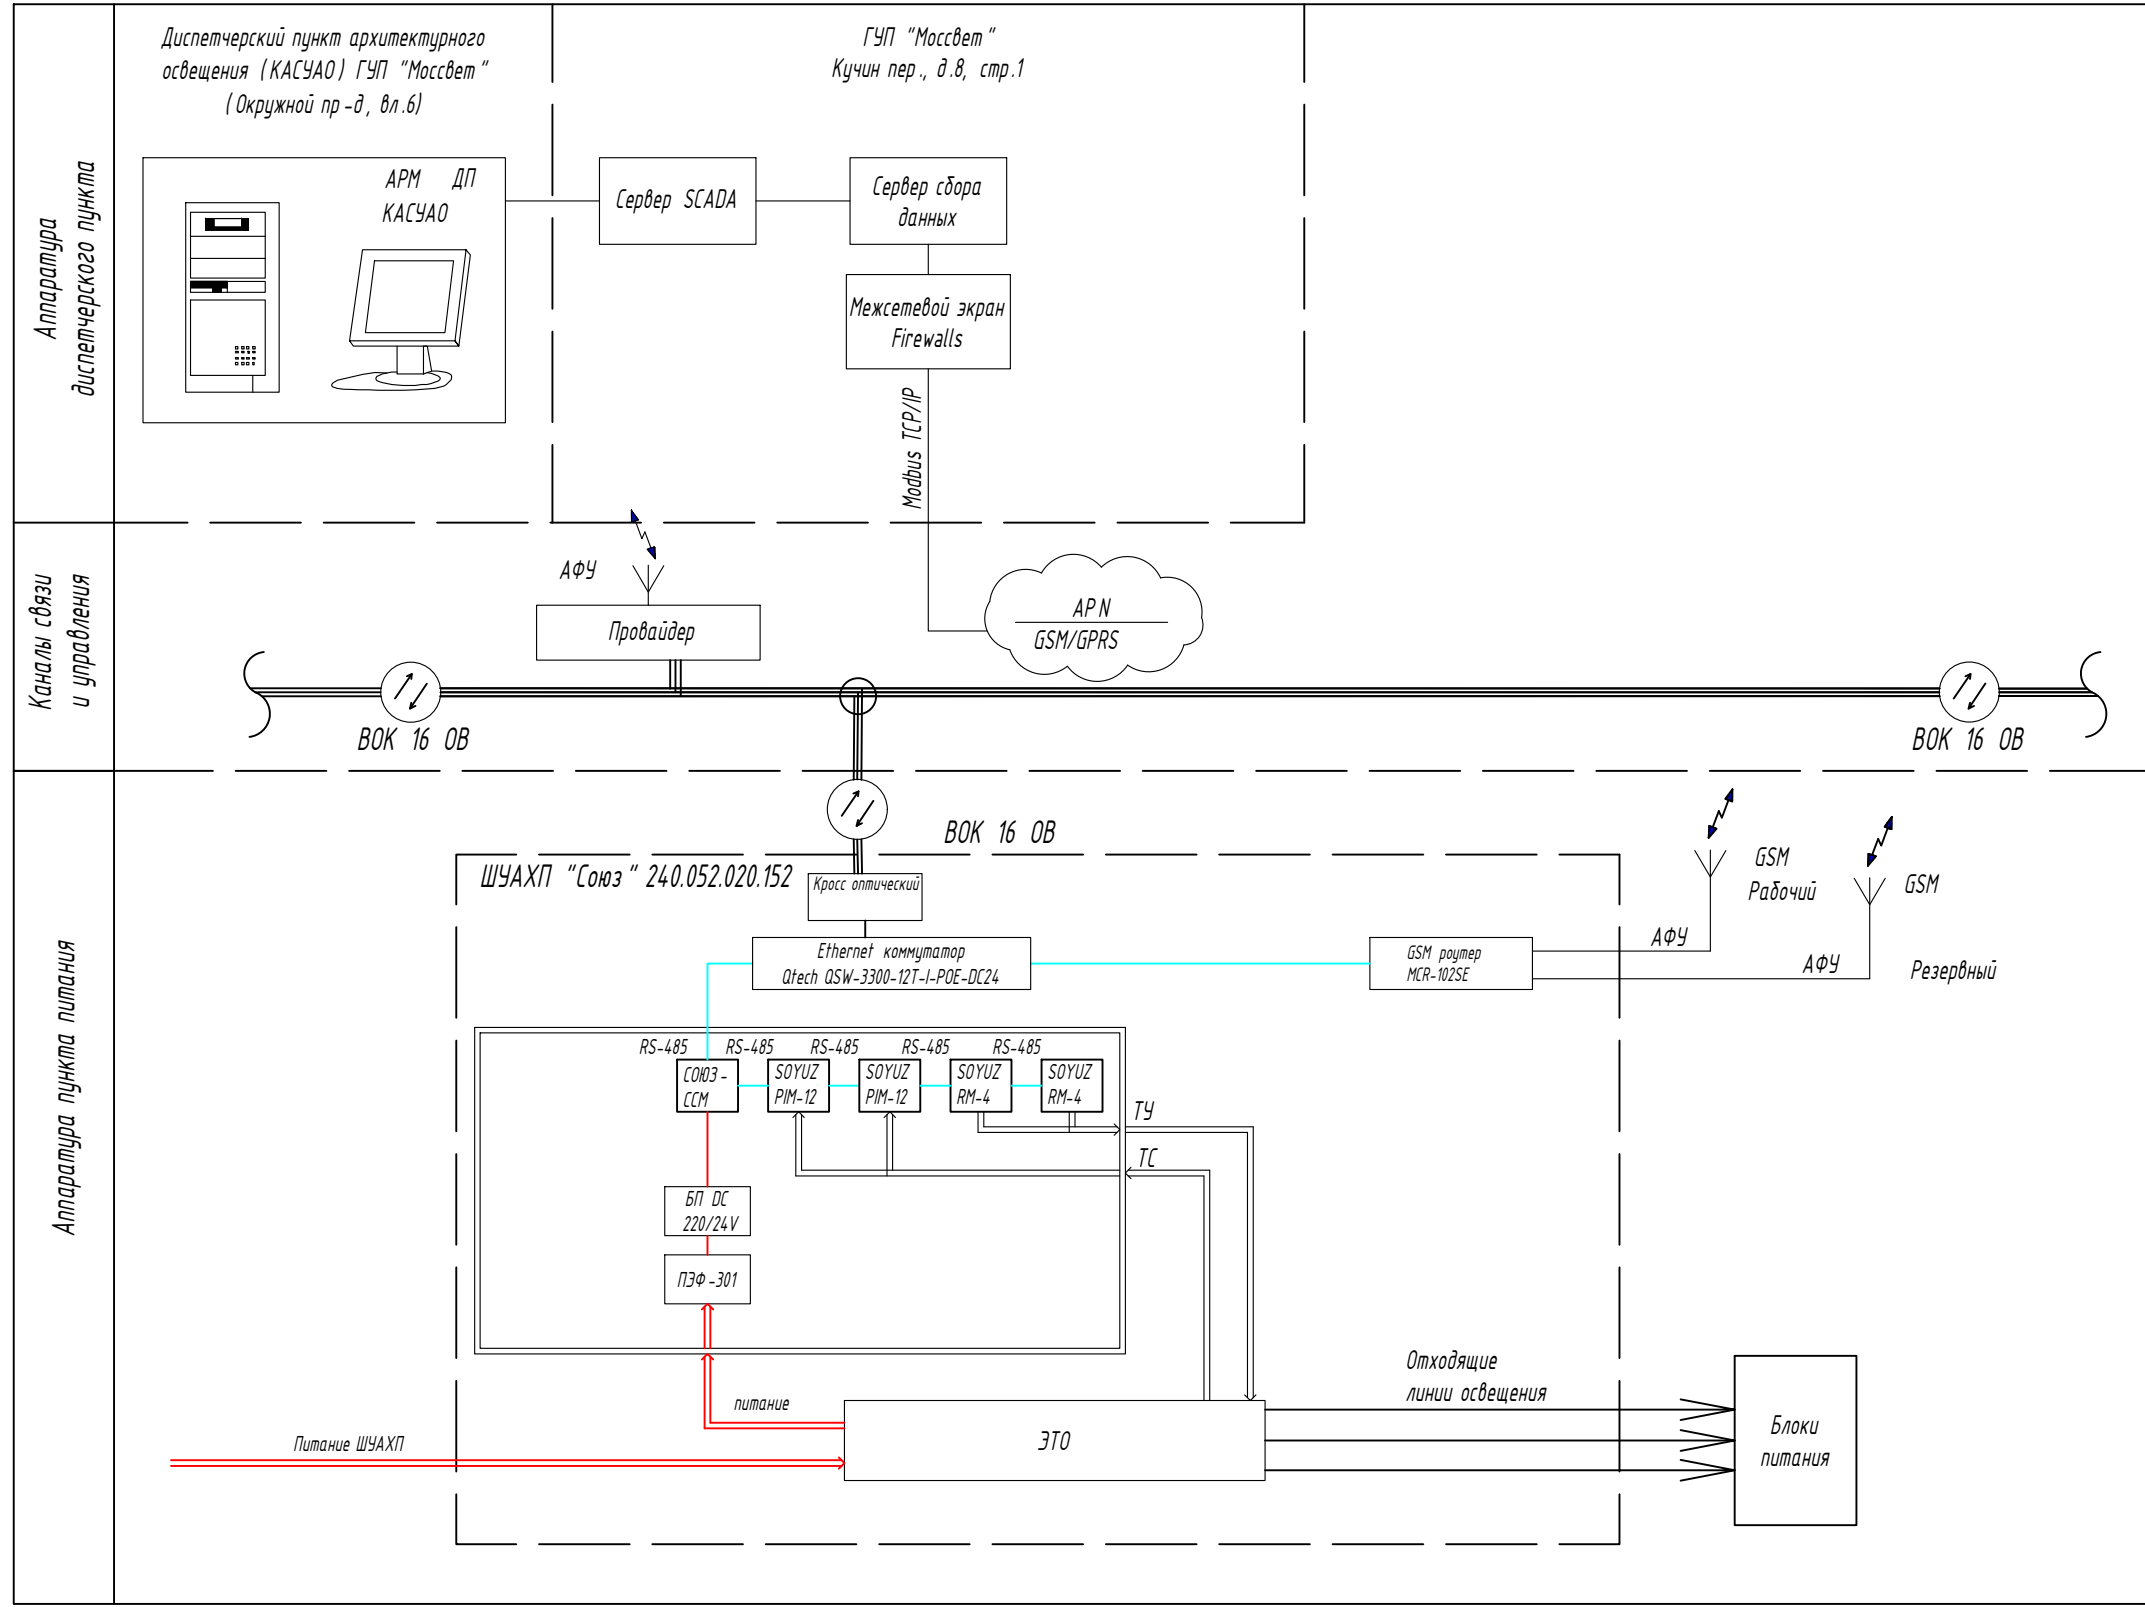 Аппаратура
диспетчерского пункта
Диспетчерский пункт архитектурного
освещения (КАСУАО) ГУП "Моссвет"
(Окружной пр-д, вл.6)
ГУП "Моссвет"
Кучин пер., д.8, стр.1
АРМ ДП
КАСУАО
Сервер SCADA
Сервер сбора
данных
Межсетевой экран
Firewalls
Modbus TCP/IP
Каналы связи
и управления
АФУ
Провайдер
APN
GSM/GPRS
ВОК 16 ОВ
ВОК 16 ОВ
Аппаратура пункта питания
ВОК 16 ОВ
ШУАХП "Союз" 240.052.020.152
Кросс оптический
Ethernet коммутатор
Qtech QSW-3300-12T-I-POE-DC24
GSM роутер
MCR-102SE
АФУ
АФУ
GSM
Рабочий
GSM
Резервный
RS-485
RS-485
RS-485
RS-485
RS-485
СОЮЗ-
ССМ
SOYUZ
PIM-12
SOYUZ
PIM-12
SOYUZ
RM-4
SOYUZ
RM-4
ТУ
ТС
БП DC
220/24V
ПЭФ-301
питание
Питание ШУАХП
ЭТО
Отходящие
линии освещения
Блоки
питания